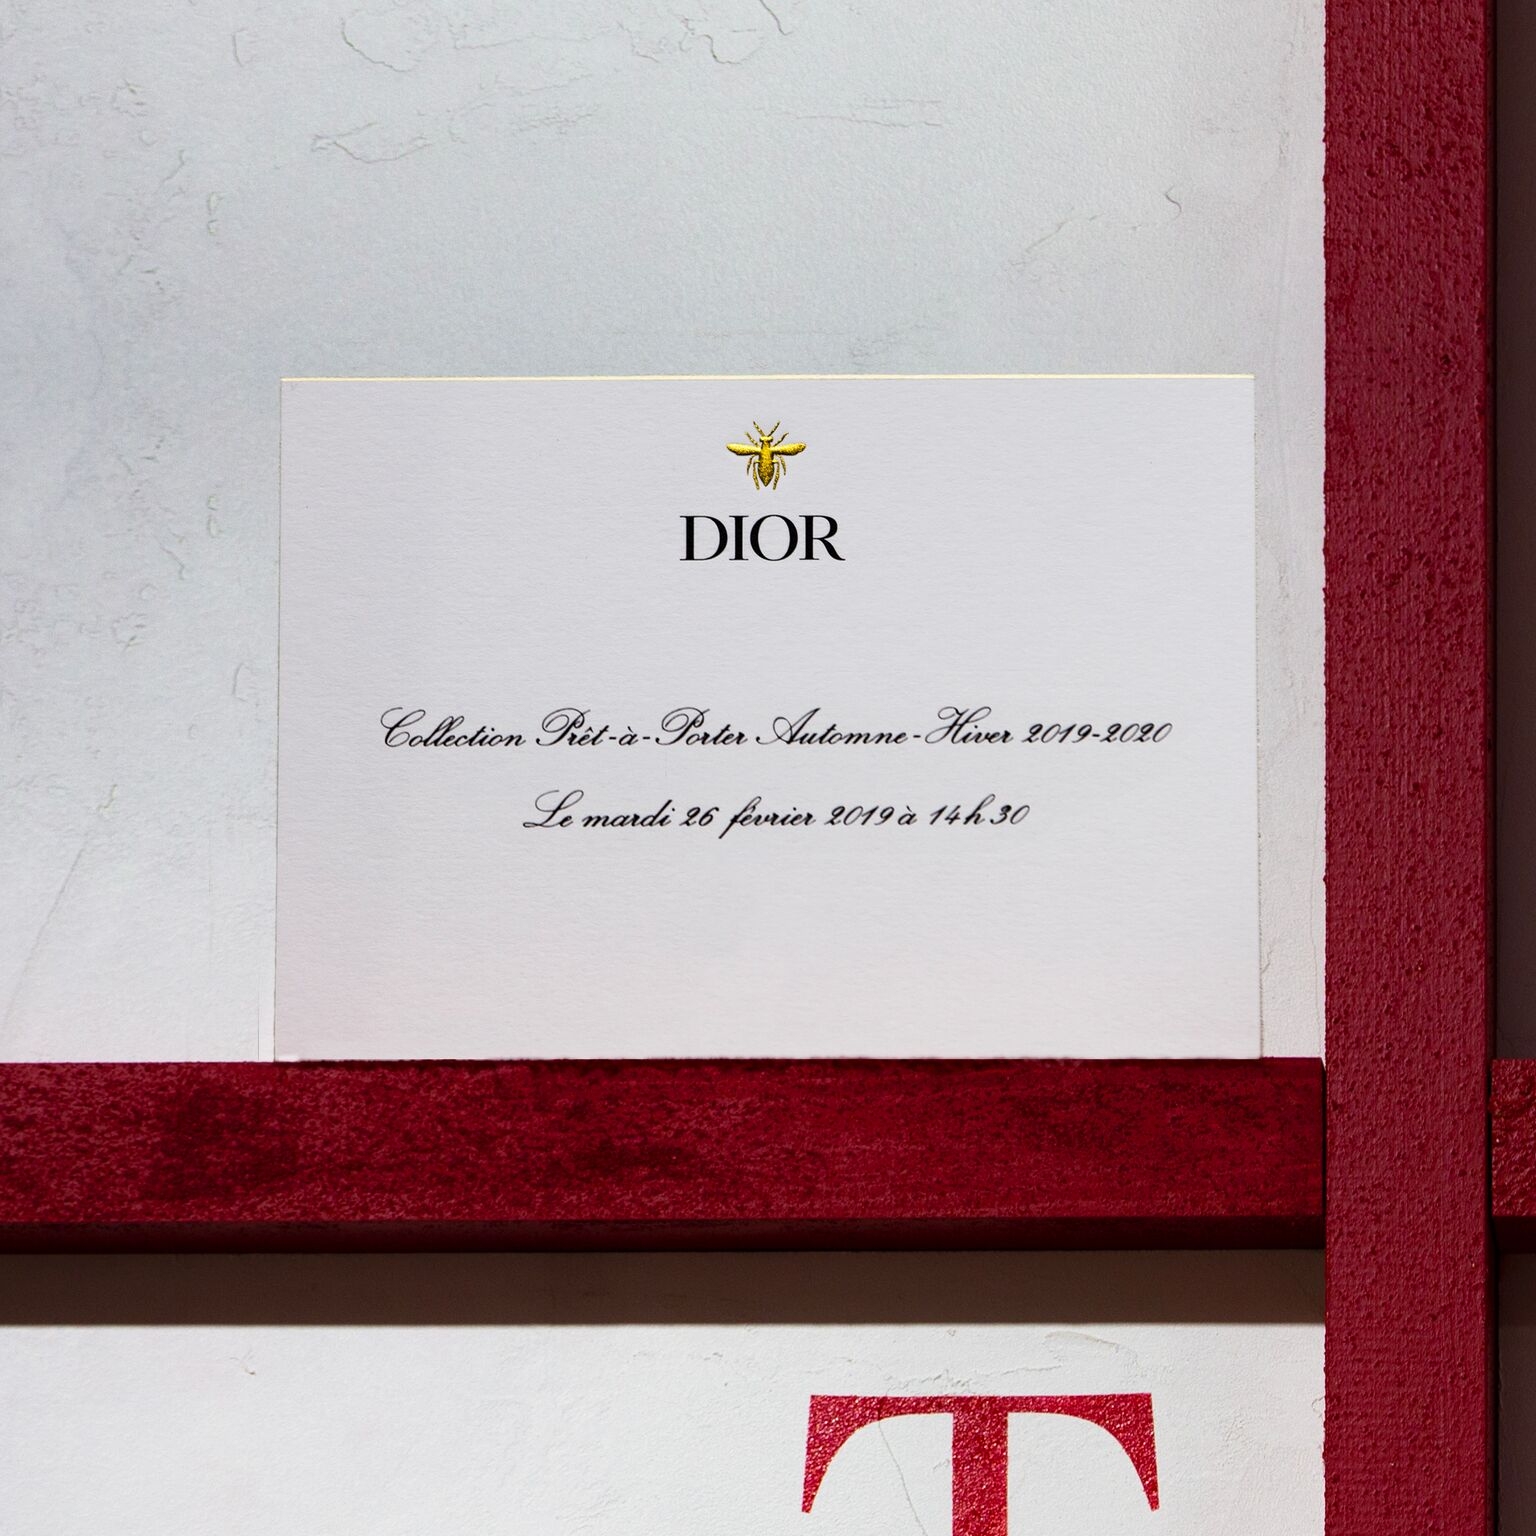 DIOR
Collection Prêt-à-Porter Automne-Hiver 2019-2020
Le mardi 26 février 2019 à 14h30
T